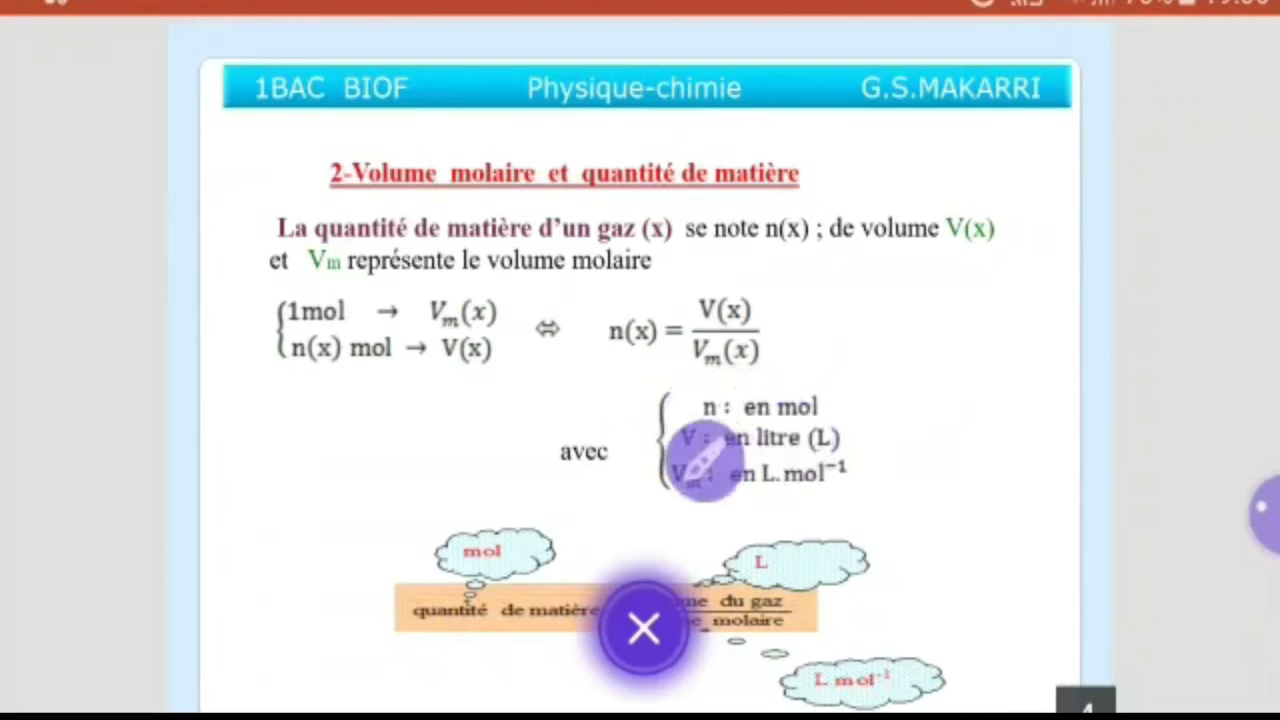 1BAC BIOF Physique-chimie G.S.MAKARRI
2-Volume molaire et quantité de matière
La quantité de matière d'un gaz (x) se note n(x) ; de volume V(x)
et Vm représente le volume molaire
{1mol → Vm(x) ⇔ n(x) = V(x) / Vm(x)
n(x) mol → V(x)
avec { n : en mol
V : en litre (L)
Vm : en L.mol⁻¹
mol
L
quantité de matière
du gaz
molaire
L mol⁻¹
4